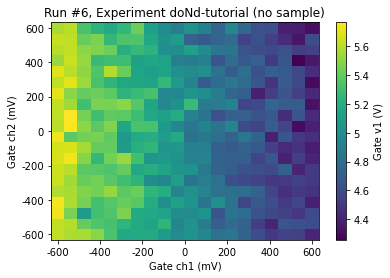 Run #6, Experiment doNd-tutorial (no sample)
600
400
200
0
-200
-400
-600
Gate ch2 (mV)
-600 -400 -200 0 200 400 600
Gate ch1 (mV)
5.6
5.4
5.2
5
4.8
4.6
4.4
Gate v1 (V)